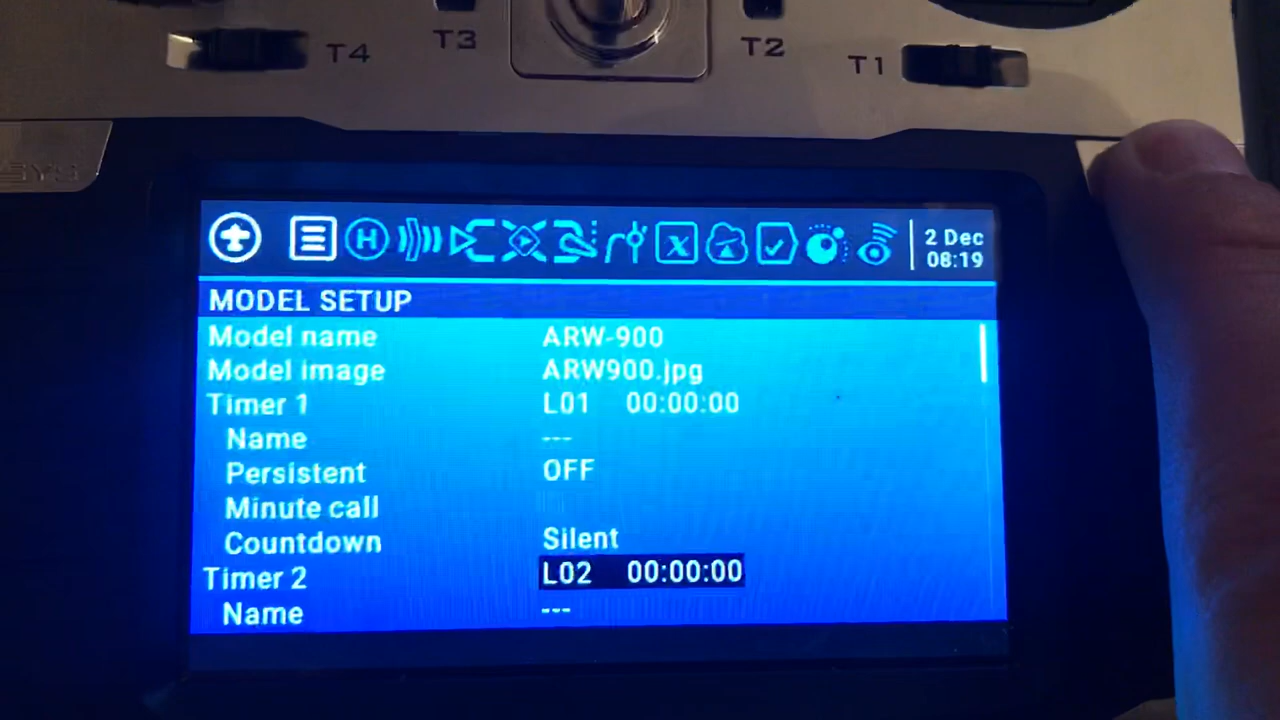 T4
T3
T2
T1
2 Dec
08:19
MODEL SETUP
Model name ARW-900
Model image ARW900.jpg
Timer 1 L01 00:00:00
Name ---
Persistent OFF
Minute call
Countdown Silent
Timer 2 L02 00:00:00
Name ---